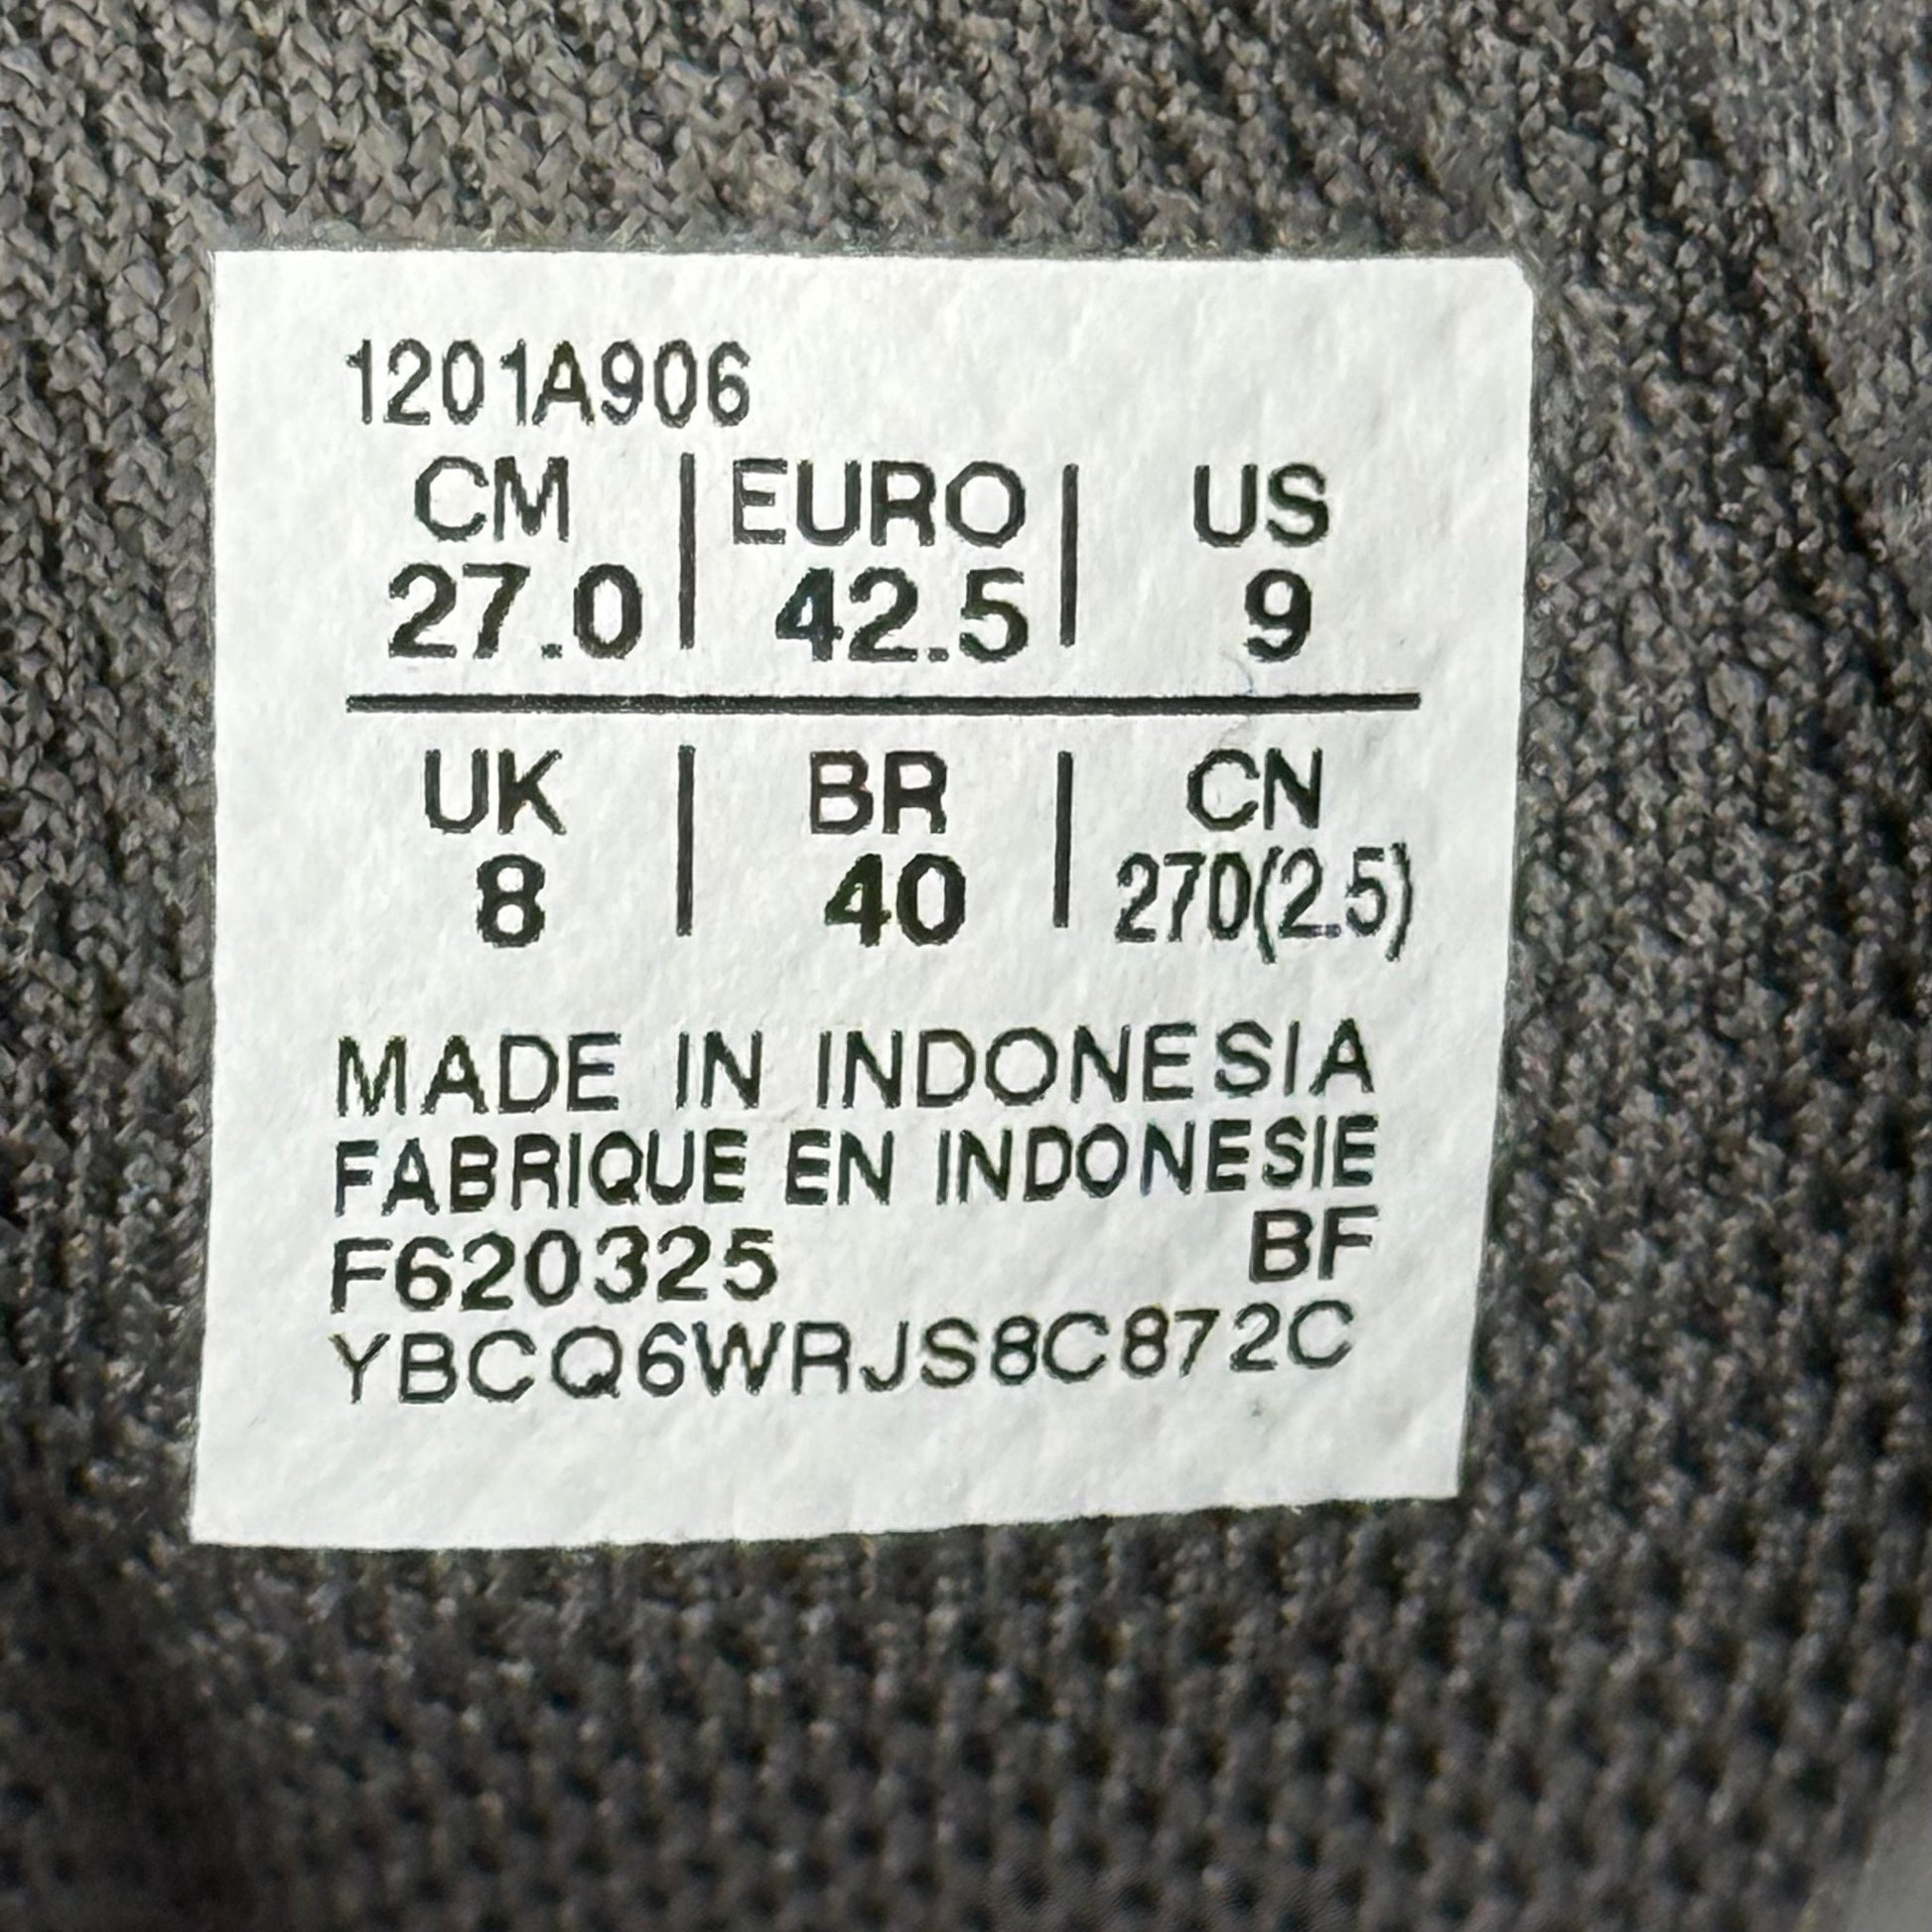 1201A906
CM | EURO | US
27.0 | 42.5 | 9
UK | BR | CN
8 | 40 | 270(2.5)
MADE IN INDONESIA
FABRIQUE EN INDONESIE
F620325 BF
YBCQ6WRJS8C872C